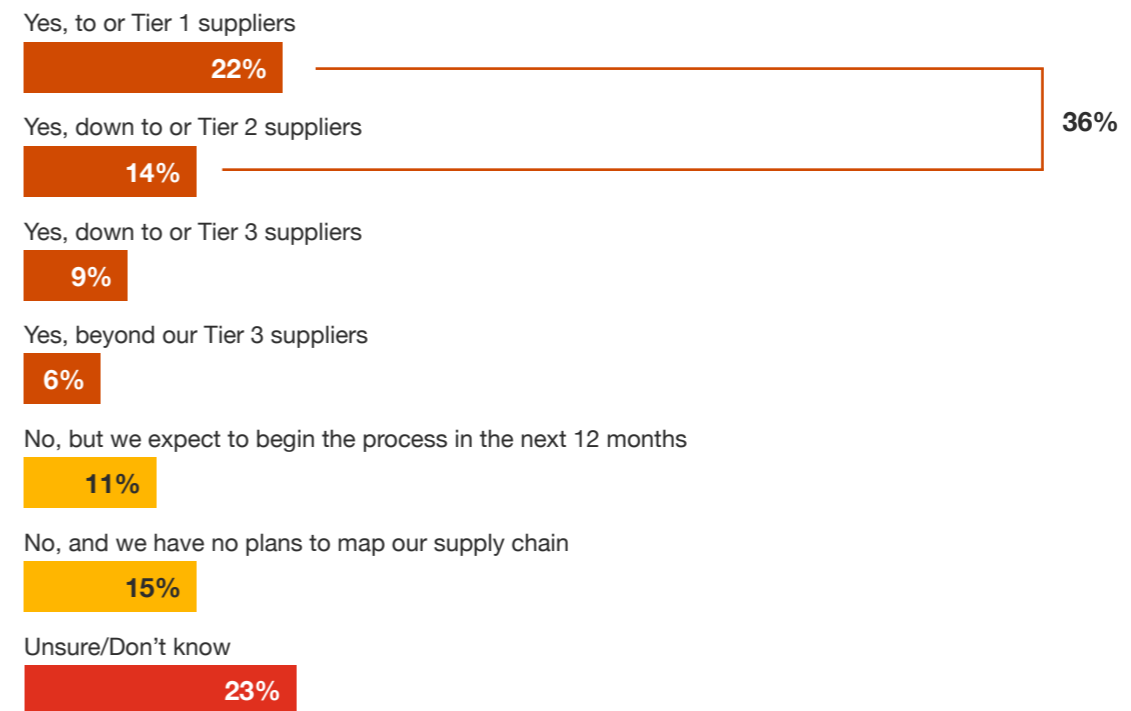 Yes, to or Tier 1 suppliers
22%
36%
Yes, down to or Tier 2 suppliers
14%
Yes, down to or Tier 3 suppliers
9%
Yes, beyond our Tier 3 suppliers
6%
No, but we expect to begin the process in the next 12 months
11%
No, and we have no plans to map our supply chain
15%
Unsure/Don’t know
23%